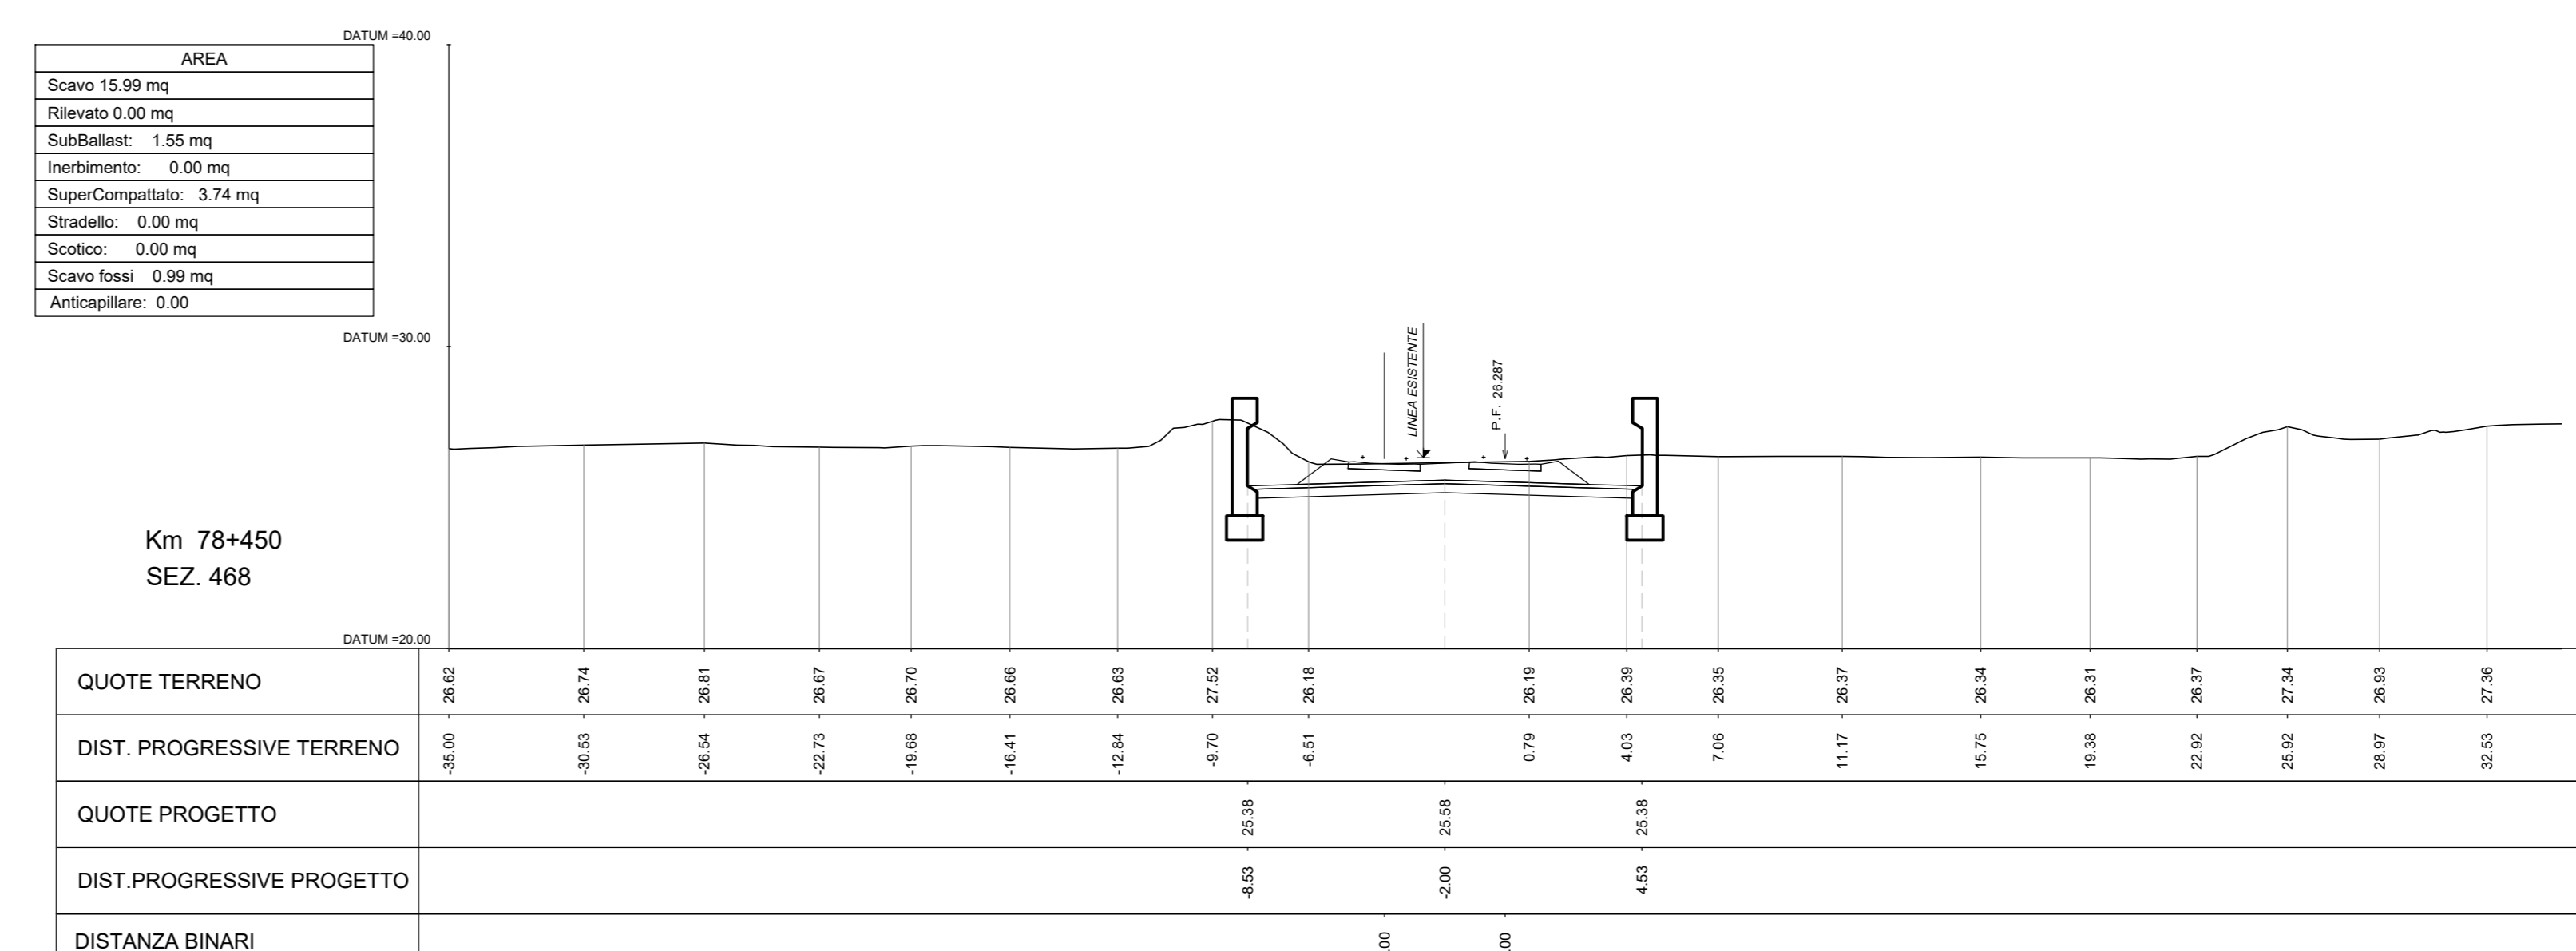 DATUM =40.00
AREA
Scavo 15.99 mq
Rilevato 0.00 mq
SubBallast: 1.55 mq
Inerbimento: 0.00 mq
SuperCompattato: 3.74 mq
Stradello: 0.00 mq
Scotico: 0.00 mq
Scavo fossi 0.99 mq
Anticapillare: 0.00
DATUM =30.00
LINEA ESISTENTE
P.F. 26.287
Km 78+450
SEZ. 468
DATUM =20.00
QUOTE TERRENO 26.62 26.74 26.81 26.67 26.70 26.66 26.63 27.52 26.18 26.19 26.39 26.35 26.37 26.34 26.31 26.37 27.34 26.93 27.36
DIST. PROGRESSIVE TERRENO -35.00 -30.53 -26.54 -22.73 -19.68 -16.41 -12.84 -9.70 -6.51 0.79 4.03 7.06 11.17 15.75 19.38 22.92 25.92 28.97 32.53
QUOTE PROGETTO 25.38 25.58 25.38
DIST.PROGRESSIVE PROGETTO -8.53 -2.00 4.53
DISTANZA BINARI